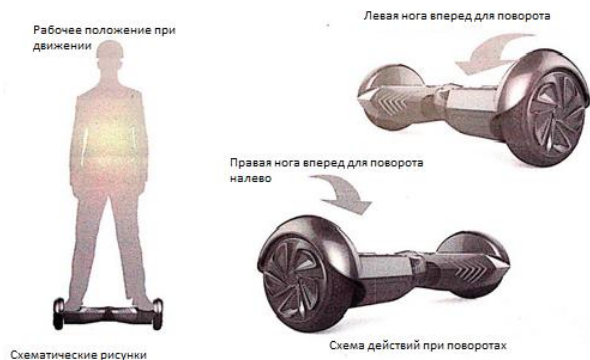 Рабочее положение при
движении
Левая нога вперед для поворота
Правая нога вперед для поворота
налево
Схематические рисунки
Схема действий при поворотах